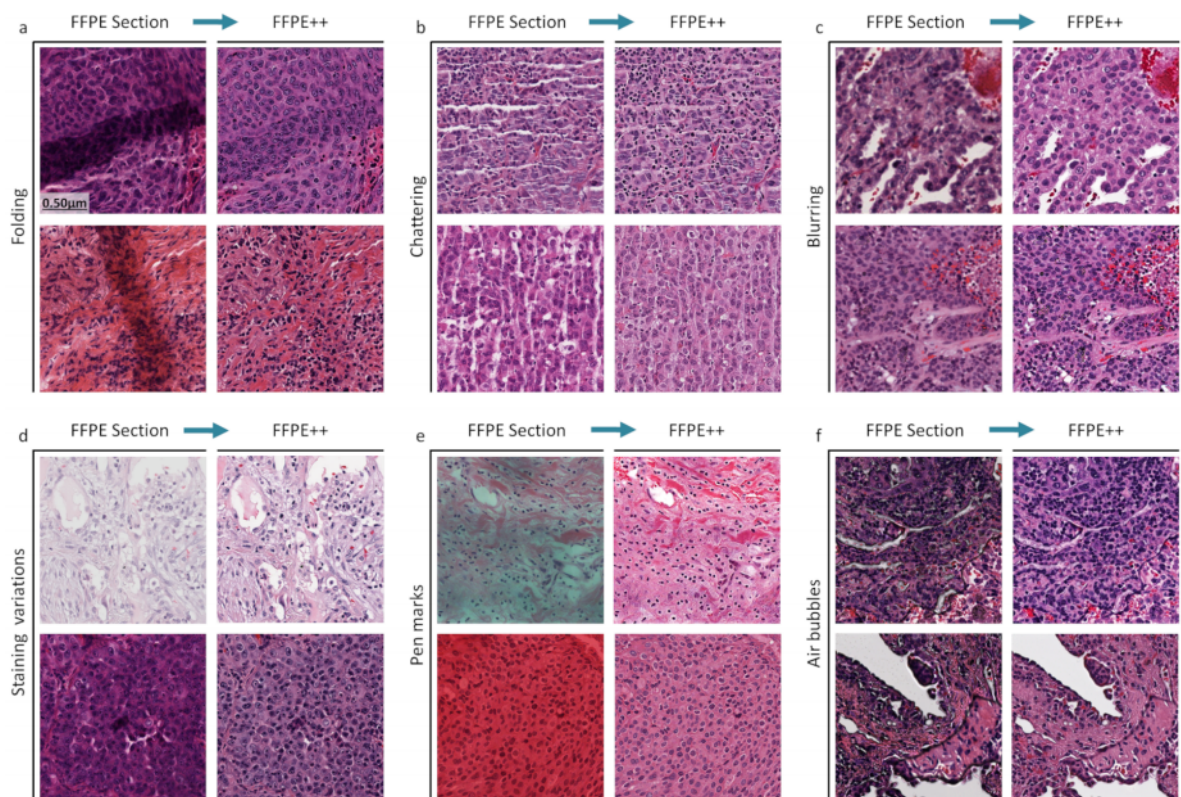 a
FFPE Section
FFPE++
Folding
0.50μm
b
FFPE Section
FFPE++
Chattering
c
FFPE Section
FFPE++
Blurring
d
FFPE Section
FFPE++
Staining variations
e
FFPE Section
FFPE++
Pen marks
f
FFPE Section
FFPE++
Air bubbles